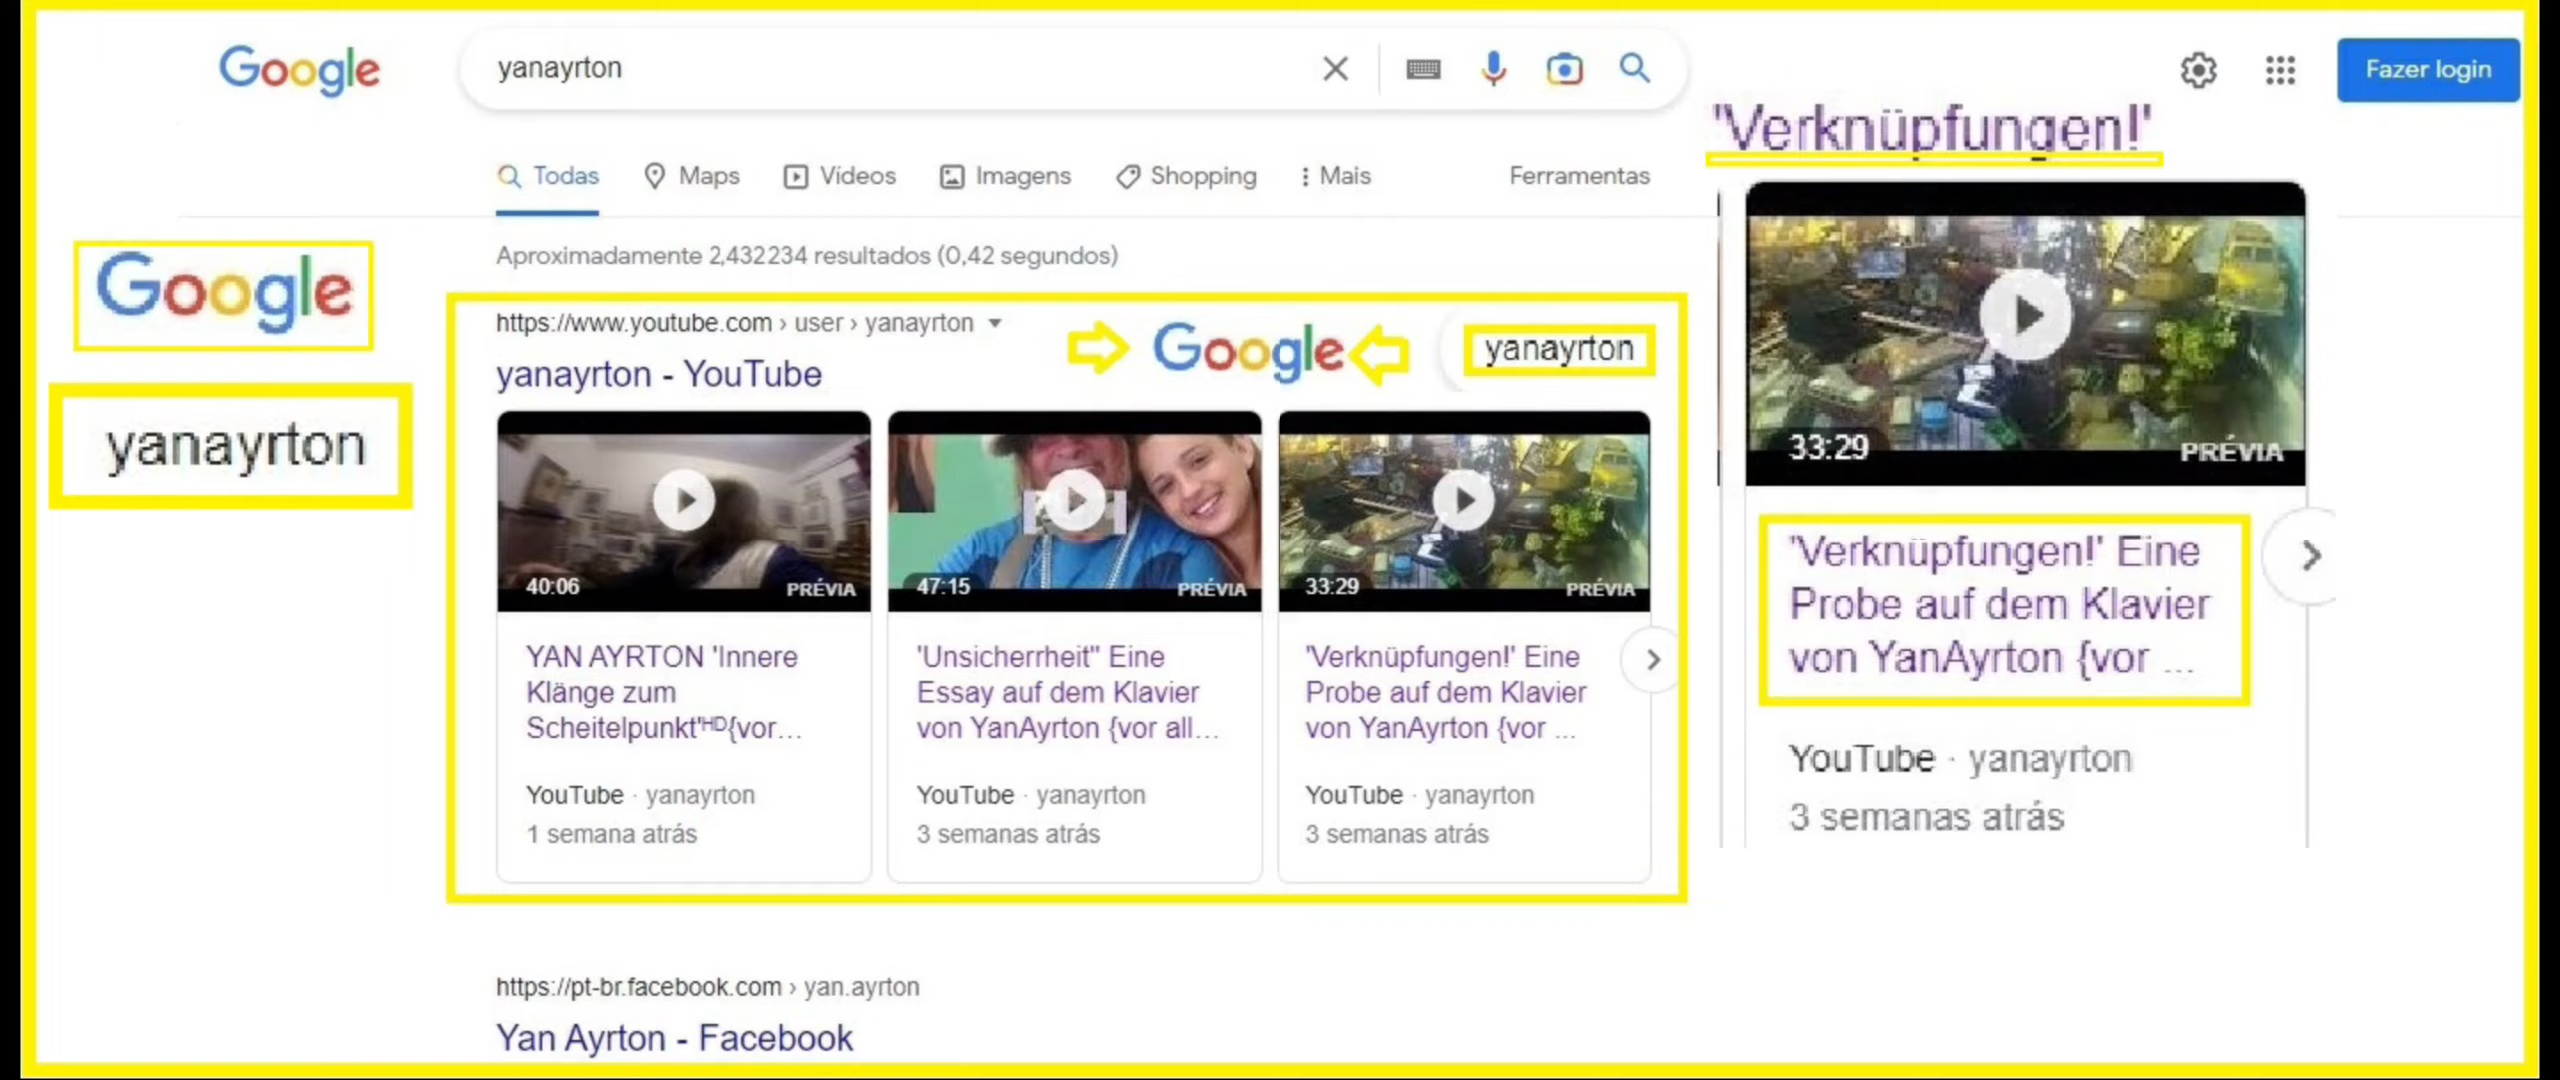 Google
yanayrton
Fazer login
'Verknüpfungen!'
Todas
Maps
Vídeos
Imagens
Shopping
Mais
Ferramentas
Aproximadamente 2,432234 resultados (0,42 segundos)
Google
yanayrton
https://www.youtube.com › user › yanayrton
yanayrton - YouTube
Google
yanayrton
40:06
PRÉVIA
YAN AYRTON 'Innere
Klänge zum
Scheitelpunkt'ᴴᴰ{vor...
YouTube · yanayrton
1 semana atrás
47:15
PRÉVIA
'Unsicherrheit" Eine
Essay auf dem Klavier
von YanAyrton {vor all...
YouTube · yanayrton
3 semanas atrás
33:29
PRÉVIA
'Verknüpfungen!' Eine
Probe auf dem Klavier
von YanAyrton {vor ...
YouTube · yanayrton
3 semanas atrás
33:29
PRÉVIA
'Verknüpfungen!' Eine
Probe auf dem Klavier
von YanAyrton {vor ...
YouTube · yanayrton
3 semanas atrás
https://pt-br.facebook.com › yan.ayrton
Yan Ayrton - Facebook